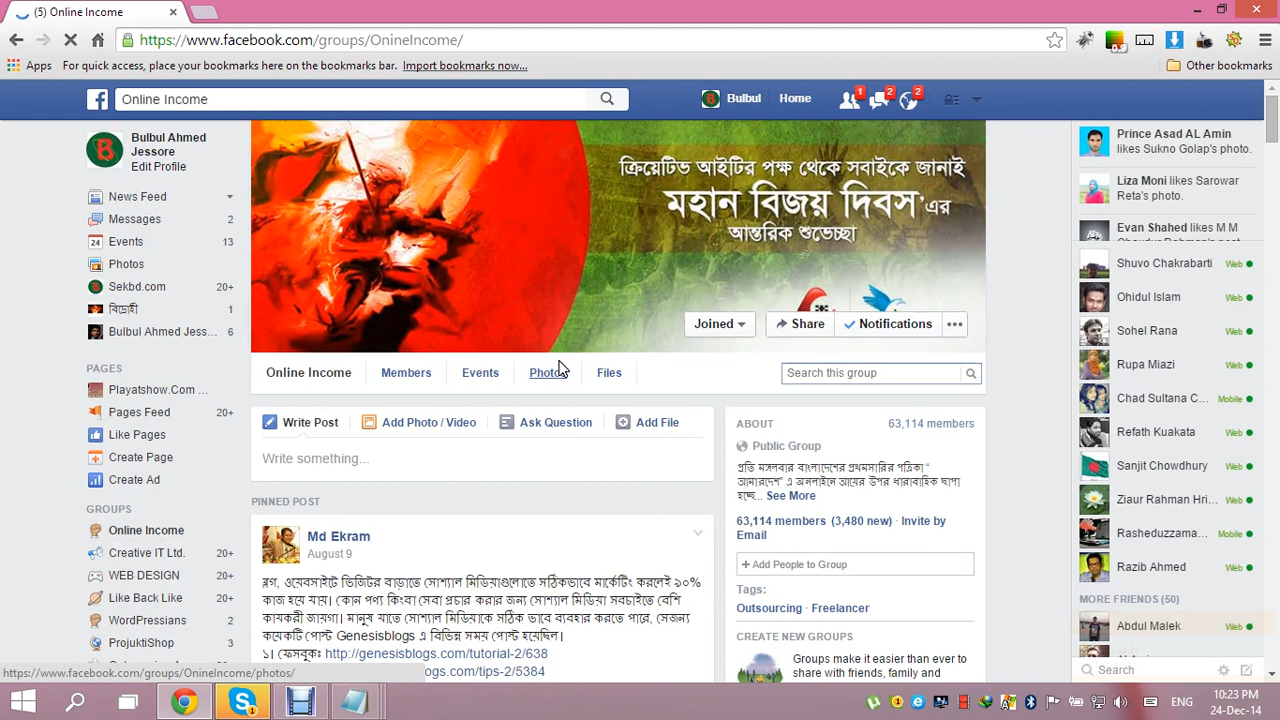 (5) Online Income
https://www.facebook.com/groups/OnineIncome/
Apps
For quick access, place your bookmarks here on the bookmarks bar. Import bookmarks now...
Other bookmarks
Online Income
Bulbul
Home
1
2
2
Bulbul Ahmed
Jessore
Edit Profile
News Feed
Messages 2
24 Events 13
Photos
Sekbd.com 20+
বিদ্রোহী 1
Bulbul Ahmed Jess... 6
PAGES
Playatshow.Com ...
Pages Feed 20+
Like Pages
Create Page
Create Ad
GROUPS
Online Income
Creative IT Ltd. 20+
WEB DESIGN 20+
Like Back Like 20+
WordPressians 2
ProjuktiShop 3
ক্রিয়েটিভ আইটির পক্ষ থেকে সবাইকে জানাই
মহান বিজয় দিবস'এর
আন্তরিক শুভেচ্ছা
Joined
Share
Notifications
Online Income
Members
Events
Photos
Files
Search this group
Write Post
Add Photo / Video
Ask Question
Add File
Write something...
PINNED POST
Md Ekram
August 9
ব্লগ, ওয়েবসাইটে ভিজিটর বাড়াতে সোশ্যাল মিডিয়াগুলোতে সঠিকভাবে মার্কেটিং করলেই ৯০%
কাজ হয়ে যায়। কোন পণ্য কিংবা সেবা প্রচার করার জন্য সোশ্যাল মিডিয়া সবচাইতে বেশি
কাযকরী জায়গা। মানুষ যাতে সোশ্যাল মিডিয়াকে সঠিক ভাবে ব্যবহার করতে পারে, সেজন্য
কয়েকটি পোস্ট Genesisblogs এ বিভিন্ন সময় পোস্ট হয়েছিল।
১। ফেসবুকঃ http://genesisblogs.com/tutorial-2/638
ogs.com/tips-2/5384
ABOUT
63,114 members
Public Group
প্রতি মঙ্গলবার বাংলাদেশের প্রথমসারির পত্রিকা "
আমারদেশ" এ অনলাইনে আয়ের উপর ধারাবাহিক ছাপা
হচ্ছে... See More
63,114 members (3,480 new) · Invite by
Email
+ Add People to Group
Tags:
Outsourcing · Freelancer
CREATE NEW GROUPS
Groups make it easier than ever to
share with friends, family and
Prince Asad AL Amin
likes Sukno Golap's photo.
Liza Moni likes Sarowar
Reta's photo.
Evan Shahed likes M M
Shuvo Chakrabarti Web
Ohidul Islam Web
Sohel Rana Web
Rupa Miazi Web
Chad Sultana C... Mobile
Refath Kuakata Web
Sanjit Chowdhury Web
Ziaur Rahman Hri... Web
Rasheduzzama... Mobile
Razib Ahmed Web
MORE FRIENDS (50)
Abdul Malek Web
Search
https://www.facebook.com/groups/OnineIncome/photos/
ENG
10:23 PM
24-Dec-14